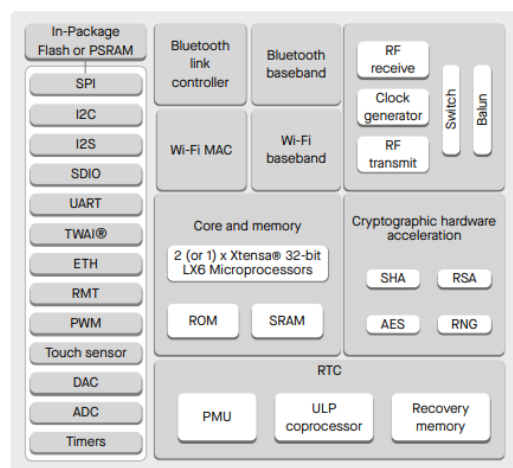 In-Package
Flash or PSRAM
SPI
I2C
I2S
SDIO
UART
TWAI®
ETH
RMT
PWM
Touch sensor
DAC
ADC
Timers
Bluetooth
link
controller
Bluetooth
baseband
Wi-Fi MAC
Wi-Fi
baseband
RF
receive
Clock
generator
RF
transmit
Switch
Balun
Core and memory
2 (or 1) x Xtensa® 32-bit
LX6 Microprocessors
ROM
SRAM
Cryptographic hardware
acceleration
SHA
RSA
AES
RNG
RTC
PMU
ULP
coprocessor
Recovery
memory